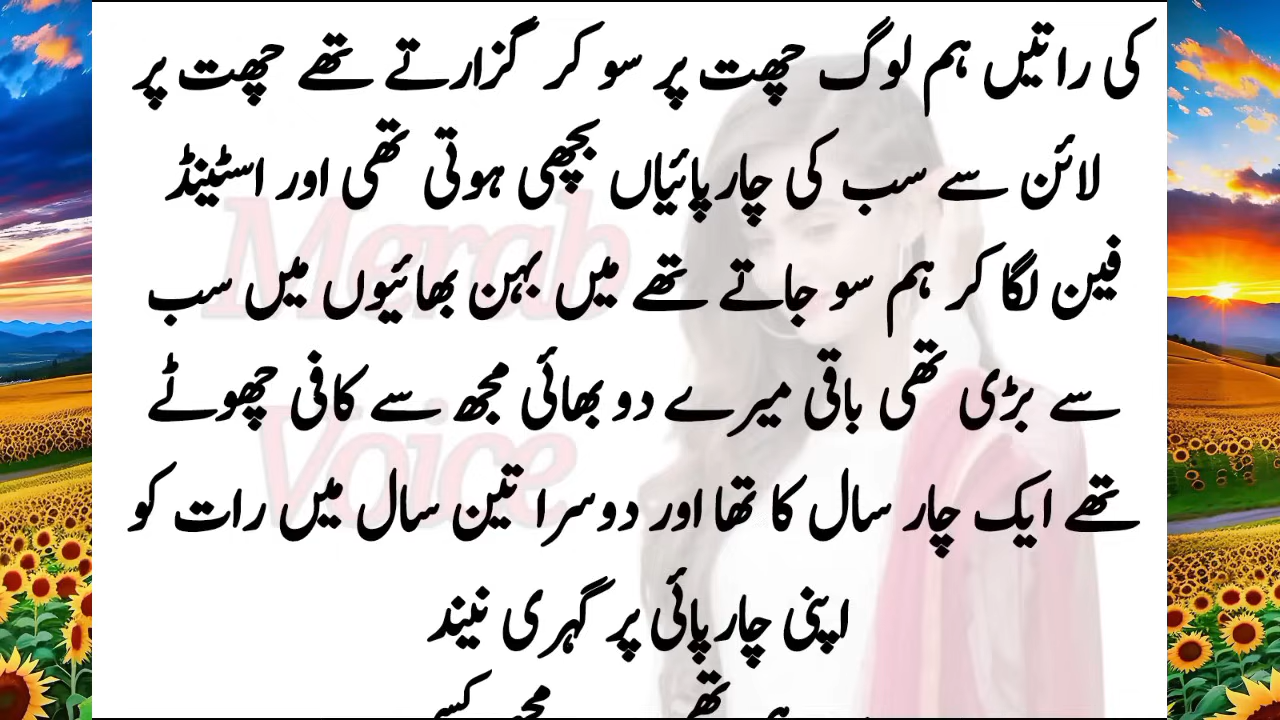 کی راتیں ہم لوگ چھت پر سو کر گزارتے تھے چھت پر
لائن سے سب کی چارپائیاں بچھی ہوتی تھی اور اسٹینڈ
فین لگا کر ہم سو جاتے تھے میں بہن بھائیوں میں سب
سے بڑی تھی باقی میرے دو بھائی مجھ سے کافی چھوٹے
تھے ایک چار سال کا تھا اور دوسرا تین سال میں رات کو
اپنی چارپائی پر گہری نیند
Merab
Voice